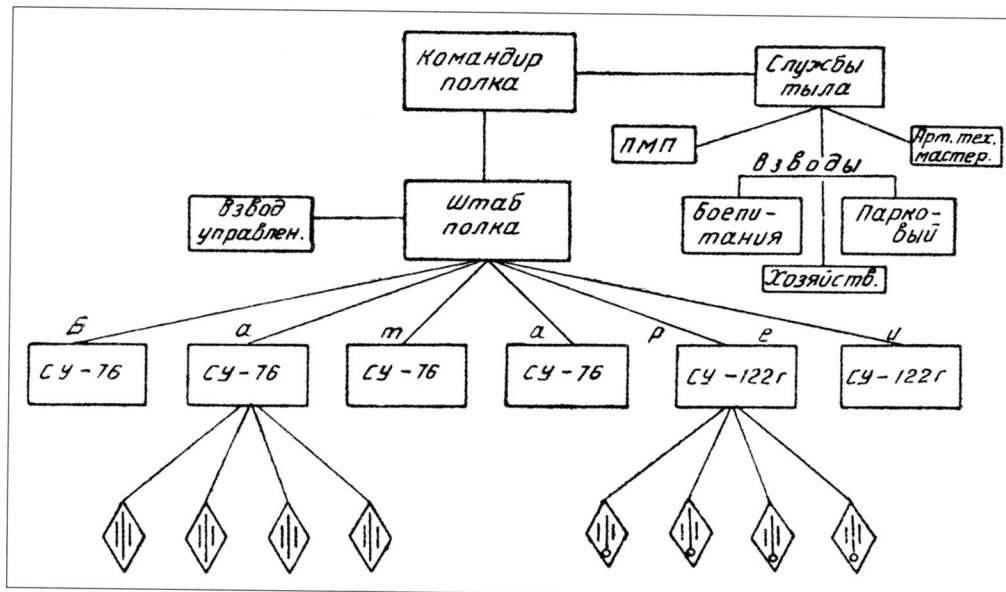 Командир
полка
Службы
тыла
ПМП
Арт. тех.
мастер.
Взводы
Взвод
управлен.
Штаб
полка
Боепи-
тания
Парко-
вый
Хозяйств.
Б а т а р е и
СУ-76
СУ-76
СУ-76
СУ-76
СУ-122г
СУ-122г